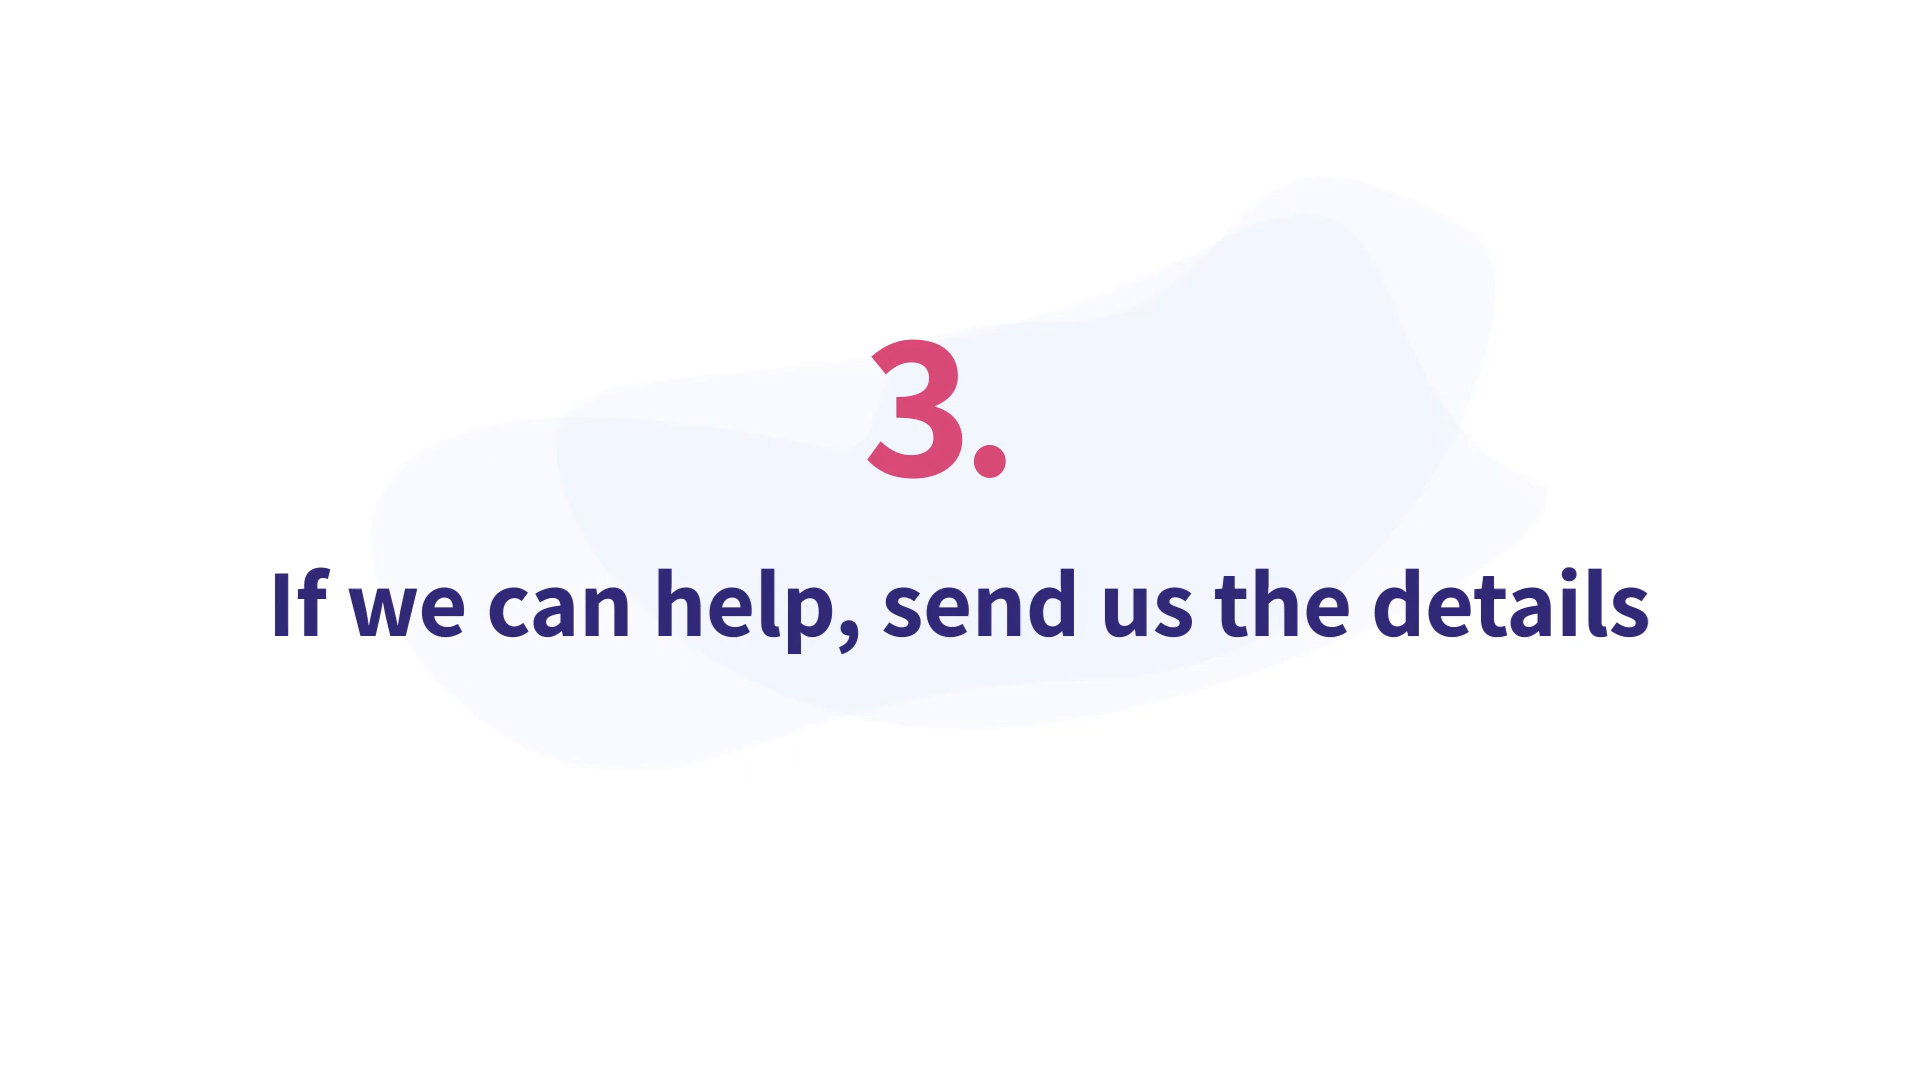 3.
If we can help, send us the details